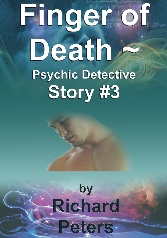 Finger of
Death ~
Psychic Detective
Story #3
by
Richard
Peters